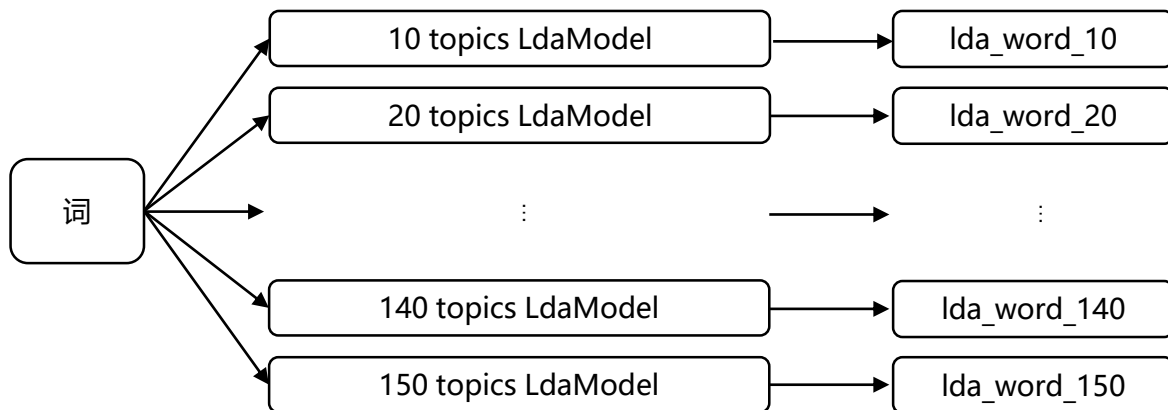 10 topics LdaModel
lda_word_10
20 topics LdaModel
lda_word_20
词
⋮
⋮
140 topics LdaModel
lda_word_140
150 topics LdaModel
lda_word_150